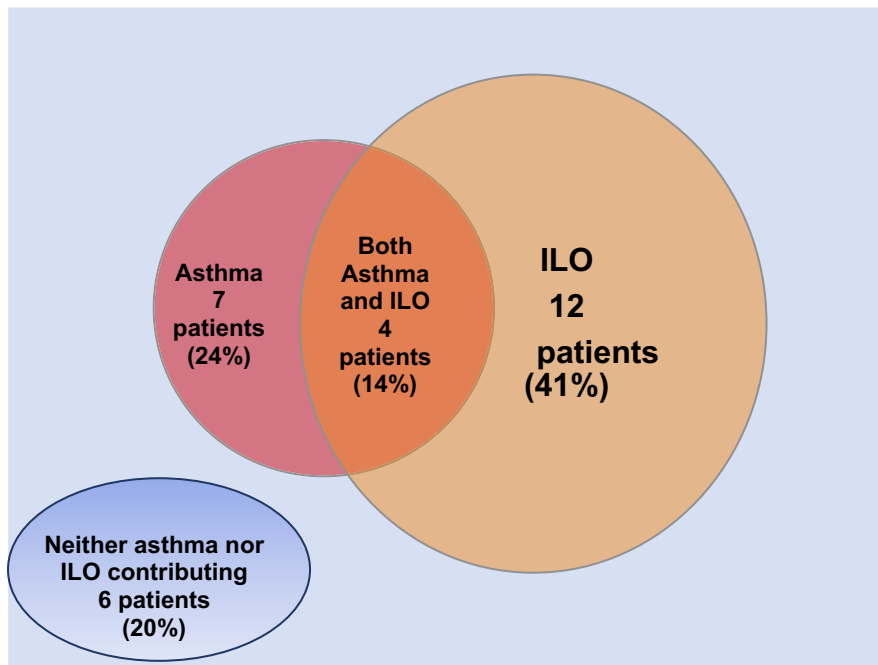 Asthma
7
patients
(24%)
Both
Asthma
and ILO
4
patients
(14%)
ILO
12
patients
(41%)
Neither asthma nor
ILO contributing
6 patients
(20%)